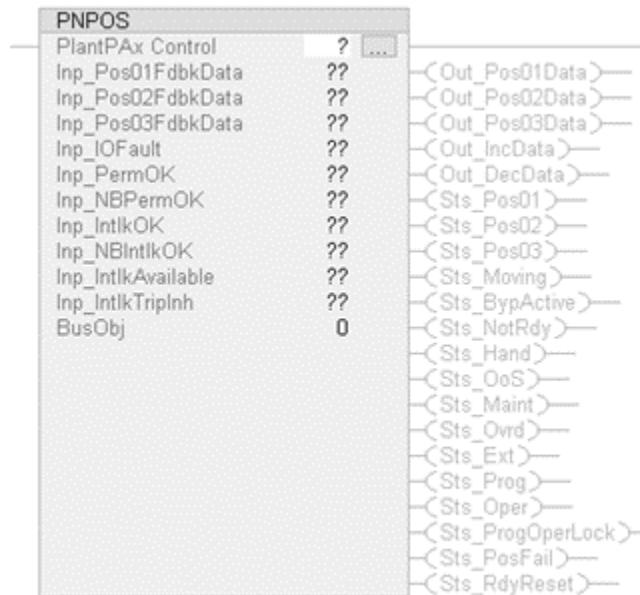 PNPOS
PlantPAx Control ? ...
Inp_Pos01FdbkData ?? Out_Pos01Data
Inp_Pos02FdbkData ?? Out_Pos02Data
Inp_Pos03FdbkData ?? Out_Pos03Data
Inp_IOFault ?? Out_IncData
Inp_PermOK ?? Out_DecData
Inp_NBPermOK ?? Sts_Pos01
Inp_IntlkOK ?? Sts_Pos02
Inp_NBIntlkOK ?? Sts_Pos03
Inp_IntlkAvailable ?? Sts_Moving
Inp_IntlkTripInh ?? Sts_BypActive
BusObj 0 Sts_NotRdy
Sts_Hand
Sts_OoS
Sts_Maint
Sts_Ovrd
Sts_Ext
Sts_Prog
Sts_Oper
Sts_ProgOperLock
Sts_PosFail
Sts_RdyReset